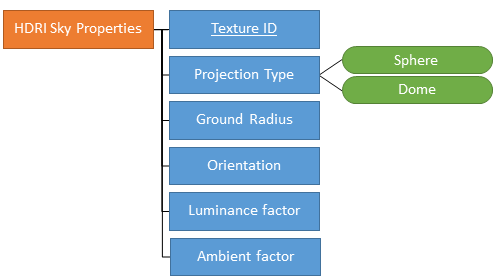 HDRI Sky Properties
Texture ID
Projection Type
Sphere
Dome
Ground Radius
Orientation
Luminance factor
Ambient factor